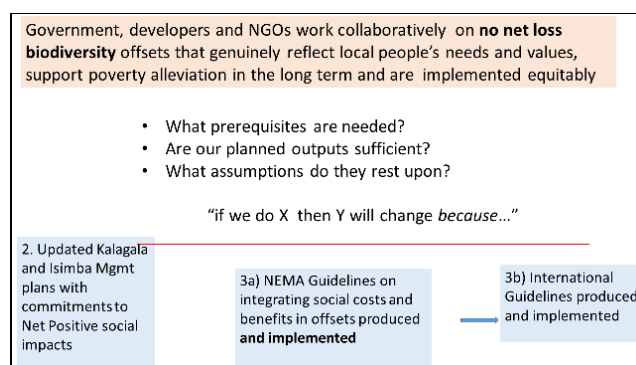 Government, developers and NGOs work collaboratively on no net loss
biodiversity offsets that genuinely reflect local people's needs and values,
support poverty alleviation in the long term and are implemented equitably
• What prerequisites are needed?
• Are our planned outputs sufficient?
• What assumptions do they rest upon?
“if we do X then Y will change because…”
2. Updated Kalagala
and Isimba Mgmt
plans with
commitments to
Net Positive social
impacts
3a) NEMA Guidelines on
integrating social costs and
benefits in offsets produced
and implemented
3b) International
Guidelines produced
and implemented